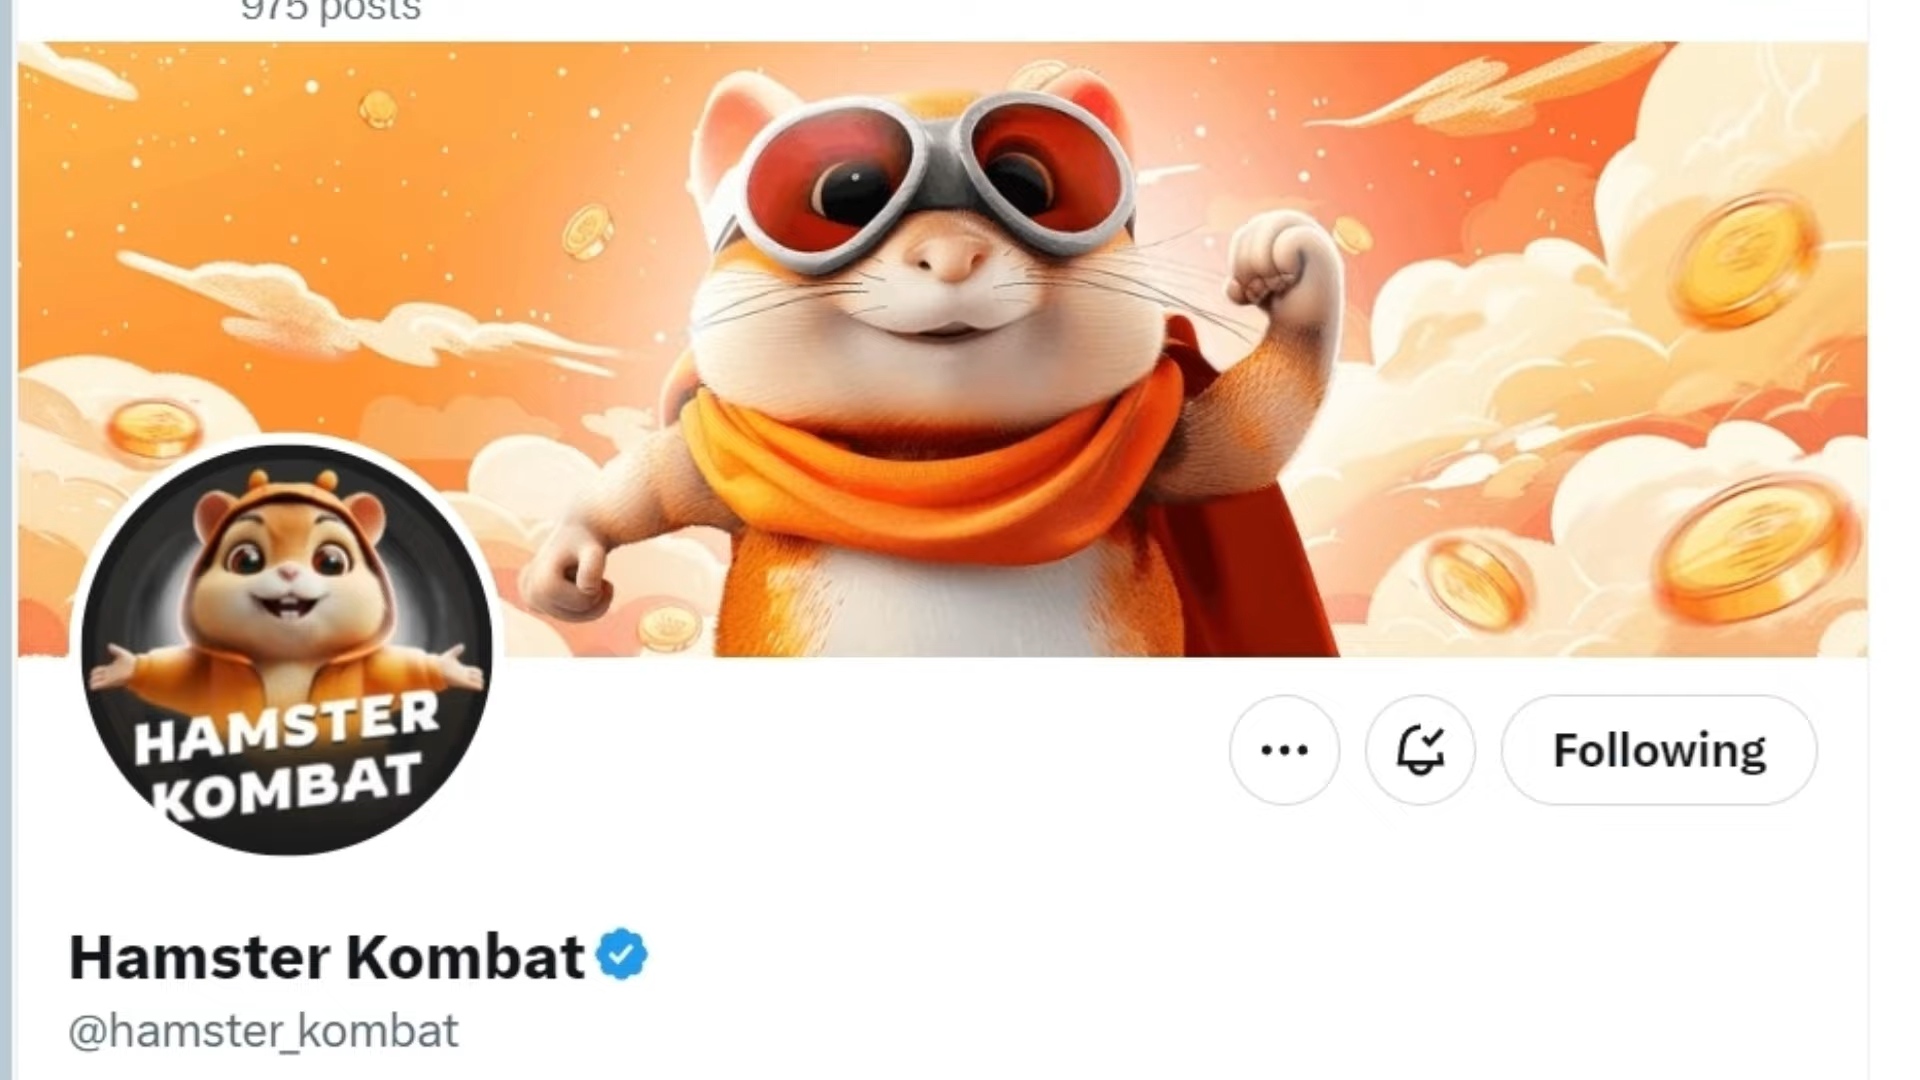 975 posts
HAMSTER
KOMBAT
Following
Hamster Kombat
@hamster_kombat